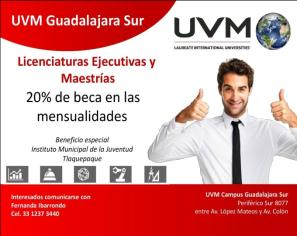 UVM Guadalajara Sur
UVM
LAUREATE INTERNATIONAL UNIVERSITIES
Licenciaturas Ejecutivas y
Maestrías
20% de beca en las
mensualidades
Beneficio especial
Instituto Municipal de la Juventud
Tlaquepaque
Interesados comunicarse con
Fernanda Ibarrondo
Cel. 33 1237 3440
UVM Campus Guadalajara Sur
Periférico Sur 8077
entre Av. López Mateos y Av. Colón